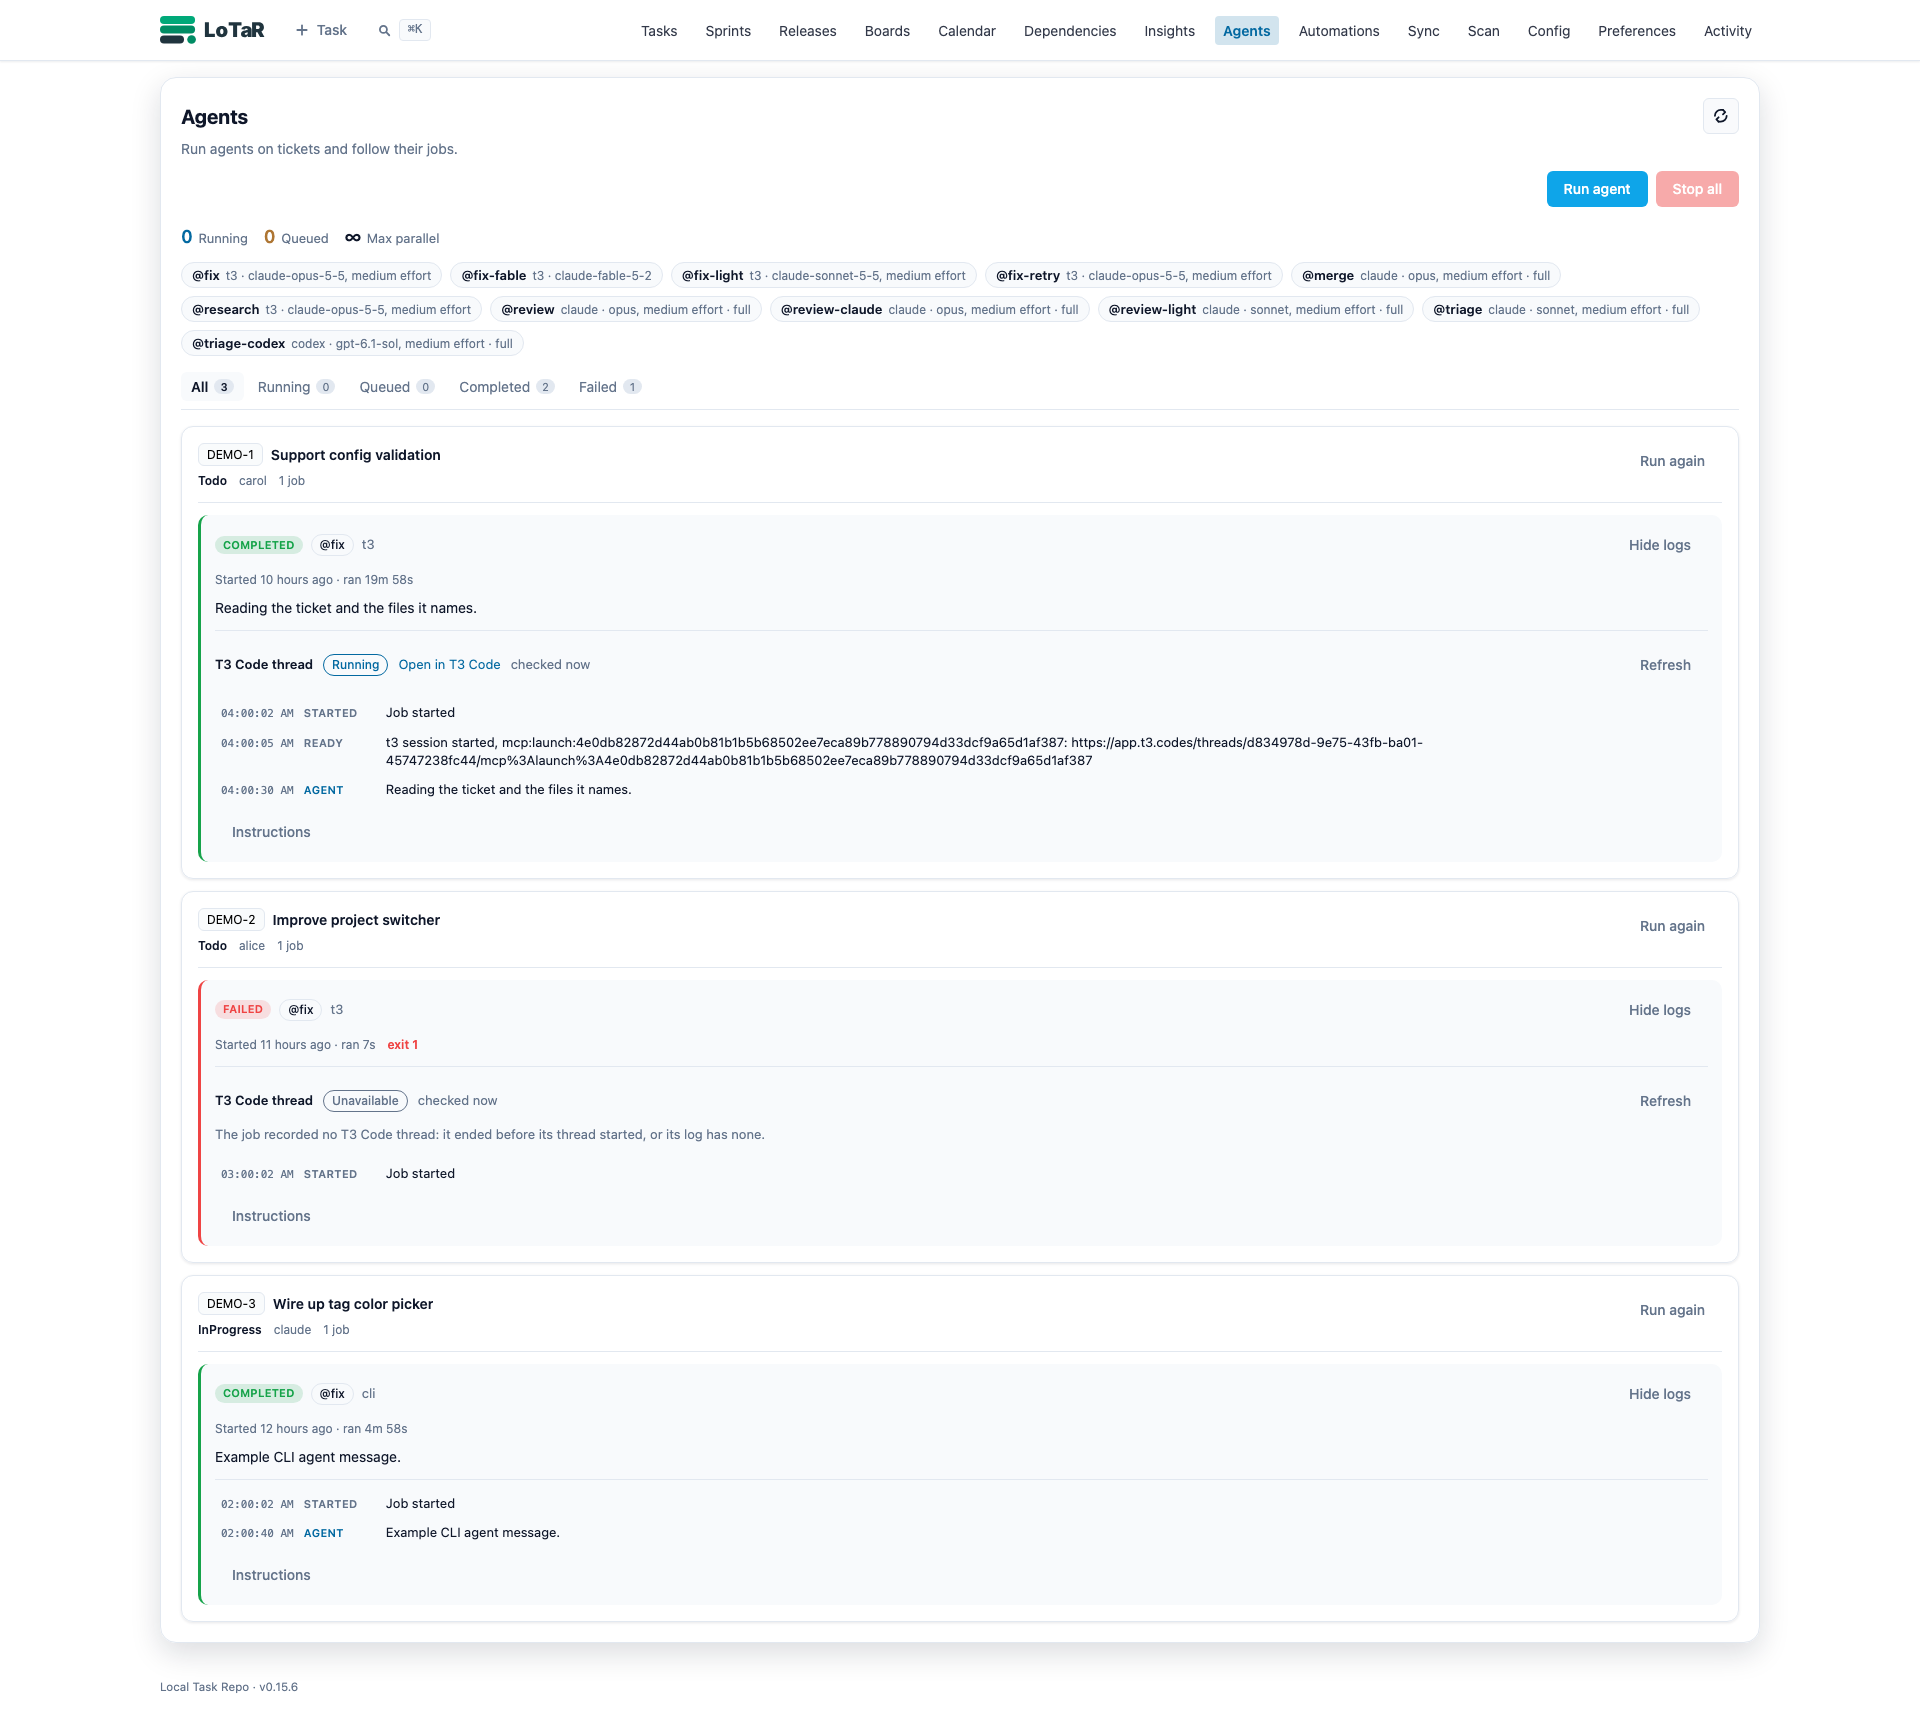 LoTaR
+ Task
⌘K
Tasks Sprints Releases Boards Calendar Dependencies Insights Agents Automations Sync Scan Config Preferences Activity
Agents
Run agents on tickets and follow their jobs.
Run agent Stop all
0 Running 0 Queued ∞ Max parallel
@fix t3 · claude-opus-5-5, medium effort @fix-fable t3 · claude-fable-5-2 @fix-light t3 · claude-sonnet-5-5, medium effort @fix-retry t3 · claude-opus-5-5, medium effort @merge claude · opus, medium effort · full
@research t3 · claude-opus-5-5, medium effort @review claude · opus, medium effort · full @review-claude claude · opus, medium effort · full @review-light claude · sonnet, medium effort · full @triage claude · sonnet, medium effort · full
@triage-codex codex · gpt-6.1-sol, medium effort · full
All 3 Running 0 Queued 0 Completed 2 Failed 1
DEMO-1 Support config validation
Run again
Todo carol 1 job
COMPLETED @fix t3
Hide logs
Started 10 hours ago · ran 19m 58s
Reading the ticket and the files it names.
T3 Code thread Running Open in T3 Code checked now
Refresh
04:00:02 AM STARTED Job started
04:00:05 AM READY t3 session started, mcp:launch:4e0db82872d44ab0b81b1b5b68502ee7eca89b778890794d33dcf9a65d1af387: https://app.t3.codes/threads/d834978d-9e75-43fb-ba01-
45747238fc44/mcp%3Alaunch%3A4e0db82872d44ab0b81b1b5b68502ee7eca89b778890794d33dcf9a65d1af387
04:00:30 AM AGENT Reading the ticket and the files it names.
Instructions
DEMO-2 Improve project switcher
Run again
Todo alice 1 job
FAILED @fix t3
Hide logs
Started 11 hours ago · ran 7s exit 1
T3 Code thread Unavailable checked now
Refresh
The job recorded no T3 Code thread: it ended before its thread started, or its log has none.
03:00:02 AM STARTED Job started
Instructions
DEMO-3 Wire up tag color picker
Run again
InProgress claude 1 job
COMPLETED @fix cli
Hide logs
Started 12 hours ago · ran 4m 58s
Example CLI agent message.
02:00:02 AM STARTED Job started
02:00:40 AM AGENT Example CLI agent message.
Instructions
Local Task Repo · v0.15.6